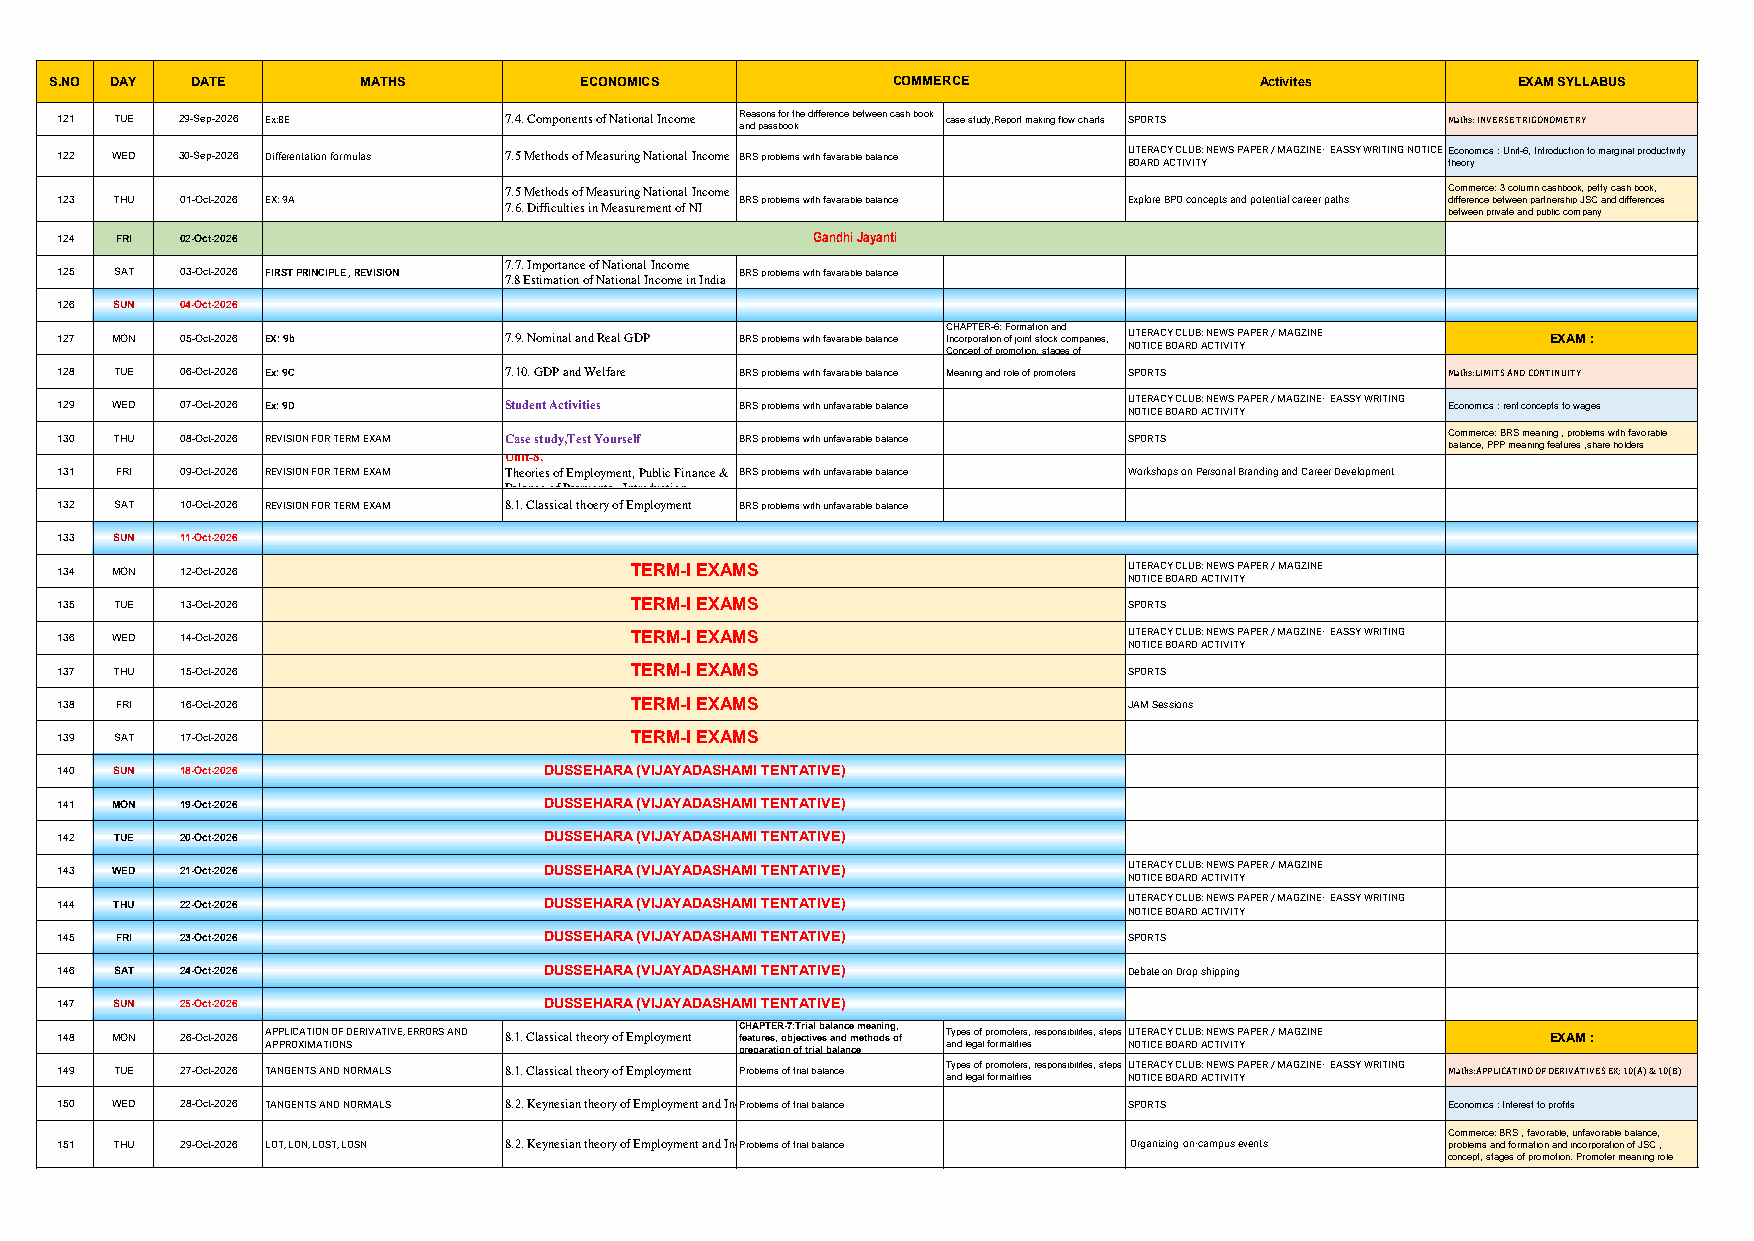 S.NO DAY DATE MATHS ECONOMICS COMMERCE Activites EXAM SYLLABUS
121 TUE 29-Sep-2026 Ex:8E 7.4. Components of National Income Reasons for the difference between cash book and passbook case study,Report making flow charts SPORTS Maths: INVERSE TRIGONOMETRY
122 WED 30-Sep-2026 Differentation formulas 7.5 Methods of Measuring National Income BRS problems with favarable balance LITERACY CLUB: NEWS PAPER / MAGZINE- EASSY WRITING NOTICE BOARD ACTIVITY Economics : Unit-6, Introduction to marginal productivity theory
123 THU 01-Oct-2026 EX: 9A 7.5 Methods of Measuring National Income
7.6. Difficulties in Measurement of NI BRS problems with favarable balance Explore BPO concepts and potential career paths Commerce: 3 column cashbook, petty cash book, difference between partnership JSC and differences between private and public company
124 FRI 02-Oct-2026 Gandhi Jayanti
125 SAT 03-Oct-2026 FIRST PRINCIPLE , REVISION 7.7. Importance of National Income
7.8 Estimation of National Income in India BRS problems with favarable balance
126 SUN 04-Oct-2026
127 MON 05-Oct-2026 EX: 9b 7.9. Nominal and Real GDP BRS problems with favarable balance CHAPTER-6: Formation and Incorporation of joint stock companies, Concept of promotion, stages of LITERACY CLUB: NEWS PAPER / MAGZINE NOTICE BOARD ACTIVITY EXAM :
128 TUE 06-Oct-2026 Ex: 9C 7.10. GDP and Welfare BRS problems with favarable balance Meaning and role of promoters SPORTS Maths:LIMITS AND CONTINUITY
129 WED 07-Oct-2026 Ex: 9D Student Activities BRS problems with unfavarable balance LITERACY CLUB: NEWS PAPER / MAGZINE- EASSY WRITING NOTICE BOARD ACTIVITY Economics : rent concepts to wages
130 THU 08-Oct-2026 REVISION FOR TERM EXAM Case study,Test Yourself BRS problems with unfavarable balance SPORTS Commerce: BRS meaning , problems with favorable balance, PPP meaning features ,share holders
131 FRI 09-Oct-2026 REVISION FOR TERM EXAM Unit-8.
Theories of Employment, Public Finance & Balance of Payments - Introduction BRS problems with unfavarable balance Workshops on Personal Branding and Career Development
132 SAT 10-Oct-2026 REVISION FOR TERM EXAM 8.1. Classical thoery of Employment BRS problems with unfavarable balance
133 SUN 11-Oct-2026
134 MON 12-Oct-2026 TERM-I EXAMS LITERACY CLUB: NEWS PAPER / MAGZINE NOTICE BOARD ACTIVITY
135 TUE 13-Oct-2026 TERM-I EXAMS SPORTS
136 WED 14-Oct-2026 TERM-I EXAMS LITERACY CLUB: NEWS PAPER / MAGZINE- EASSY WRITING NOTICE BOARD ACTIVITY
137 THU 15-Oct-2026 TERM-I EXAMS SPORTS
138 FRI 16-Oct-2026 TERM-I EXAMS JAM Sessions
139 SAT 17-Oct-2026 TERM-I EXAMS
140 SUN 18-Oct-2026 DUSSEHARA (VIJAYADASHAMI TENTATIVE)
141 MON 19-Oct-2026 DUSSEHARA (VIJAYADASHAMI TENTATIVE)
142 TUE 20-Oct-2026 DUSSEHARA (VIJAYADASHAMI TENTATIVE)
143 WED 21-Oct-2026 DUSSEHARA (VIJAYADASHAMI TENTATIVE) LITERACY CLUB: NEWS PAPER / MAGZINE NOTICE BOARD ACTIVITY
144 THU 22-Oct-2026 DUSSEHARA (VIJAYADASHAMI TENTATIVE) LITERACY CLUB: NEWS PAPER / MAGZINE- EASSY WRITING NOTICE BOARD ACTIVITY
145 FRI 23-Oct-2026 DUSSEHARA (VIJAYADASHAMI TENTATIVE) SPORTS
146 SAT 24-Oct-2026 DUSSEHARA (VIJAYADASHAMI TENTATIVE) Debate on Drop shipping
147 SUN 25-Oct-2026 DUSSEHARA (VIJAYADASHAMI TENTATIVE)
148 MON 26-Oct-2026 APPLICATION OF DERIVATIVE, ERRORS AND APPROXIMATIONS 8.1. Classical theory of Employment CHAPTER-7:Trial balance meaning, features, objectives and methods of preparation of trial balance Types of promoters, responsibilities, steps and legal formalities LITERACY CLUB: NEWS PAPER / MAGZINE NOTICE BOARD ACTIVITY EXAM :
149 TUE 27-Oct-2026 TANGENTS AND NORMALS 8.1. Classical theory of Employment Problems of trial balance Types of promoters, responsibilities, steps and legal formalities LITERACY CLUB: NEWS PAPER / MAGZINE- EASSY WRITING NOTICE BOARD ACTIVITY Maths:APPLICATINO OF DERIVATIVES EX; 10(A) & 10(B)
150 WED 28-Oct-2026 TANGENTS AND NORMALS 8.2. Keynesian theory of Employment and In Problems of trial balance SPORTS Economics : Interest to profits
151 THU 29-Oct-2026 LOT, LON, LOST, LOSN 8.2. Keynesian theory of Employment and In Problems of trial balance Organizing on-campus events Commerce: BRS , favorable, unfavorable balance, problems and formation and incorporation of JSC , concept, stages of promotion. Promoter meaning role